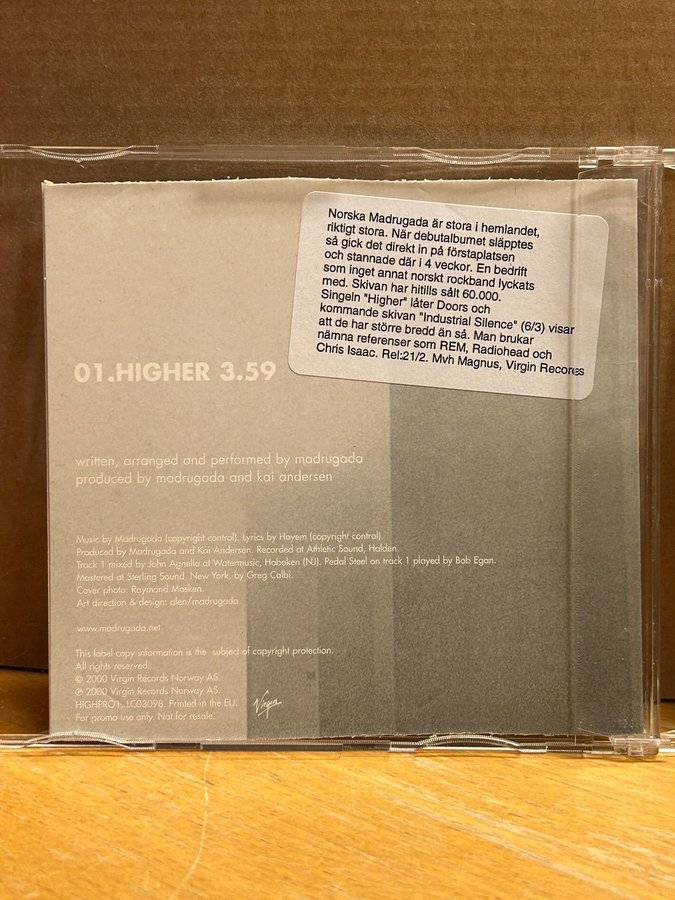 Norska Madrugada är stora i hemlandet,
riktigt stora. När debutalbumet släpptes
så gick det direkt in på förstaplatsen
och stannade där i 4 veckor. En bedrift
som inget annat norskt rockband lyckats
med. Skivan har hitills sålt 60.000.
Singeln "Higher" låter Doors och
kommande skivan "Industrial Silence" (6/3) visar
att de har större bredd än så. Man brukar
nämna referenser som REM, Radiohead och
Chris Isaac. Rel:21/2. Mvh Magnus, Virgin Records
01.HIGHER 3.59
written, arranged and performed by madrugada
produced by madrugada and kai andersen
Music by Madrugada (copyright control). Lyrics by Høyem (copyright control).
Produced by Madrugada and Kai Andersen. Recorded at Athletic Sound, Halden.
Track 1 mixed by John Agnello at Watermusic, Hoboken (NJ). Pedal Steel on track 1 played by Bob Egan.
Mastered at Sterling Sound, New York, by Greg Calbi.
Cover photo: Raymond Mosken.
Art direction & design: alen/madrugada.
www.madrugada.net
This label copy information is the subject of copyright protection.
All rights reserved.
© 2000 Virgin Records Norway AS.
℗ 2000 Virgin Records Norway AS.
HIGHPRO1. LC03098. Printed in the EU.
For promo use only. Not for resale.
Virgin